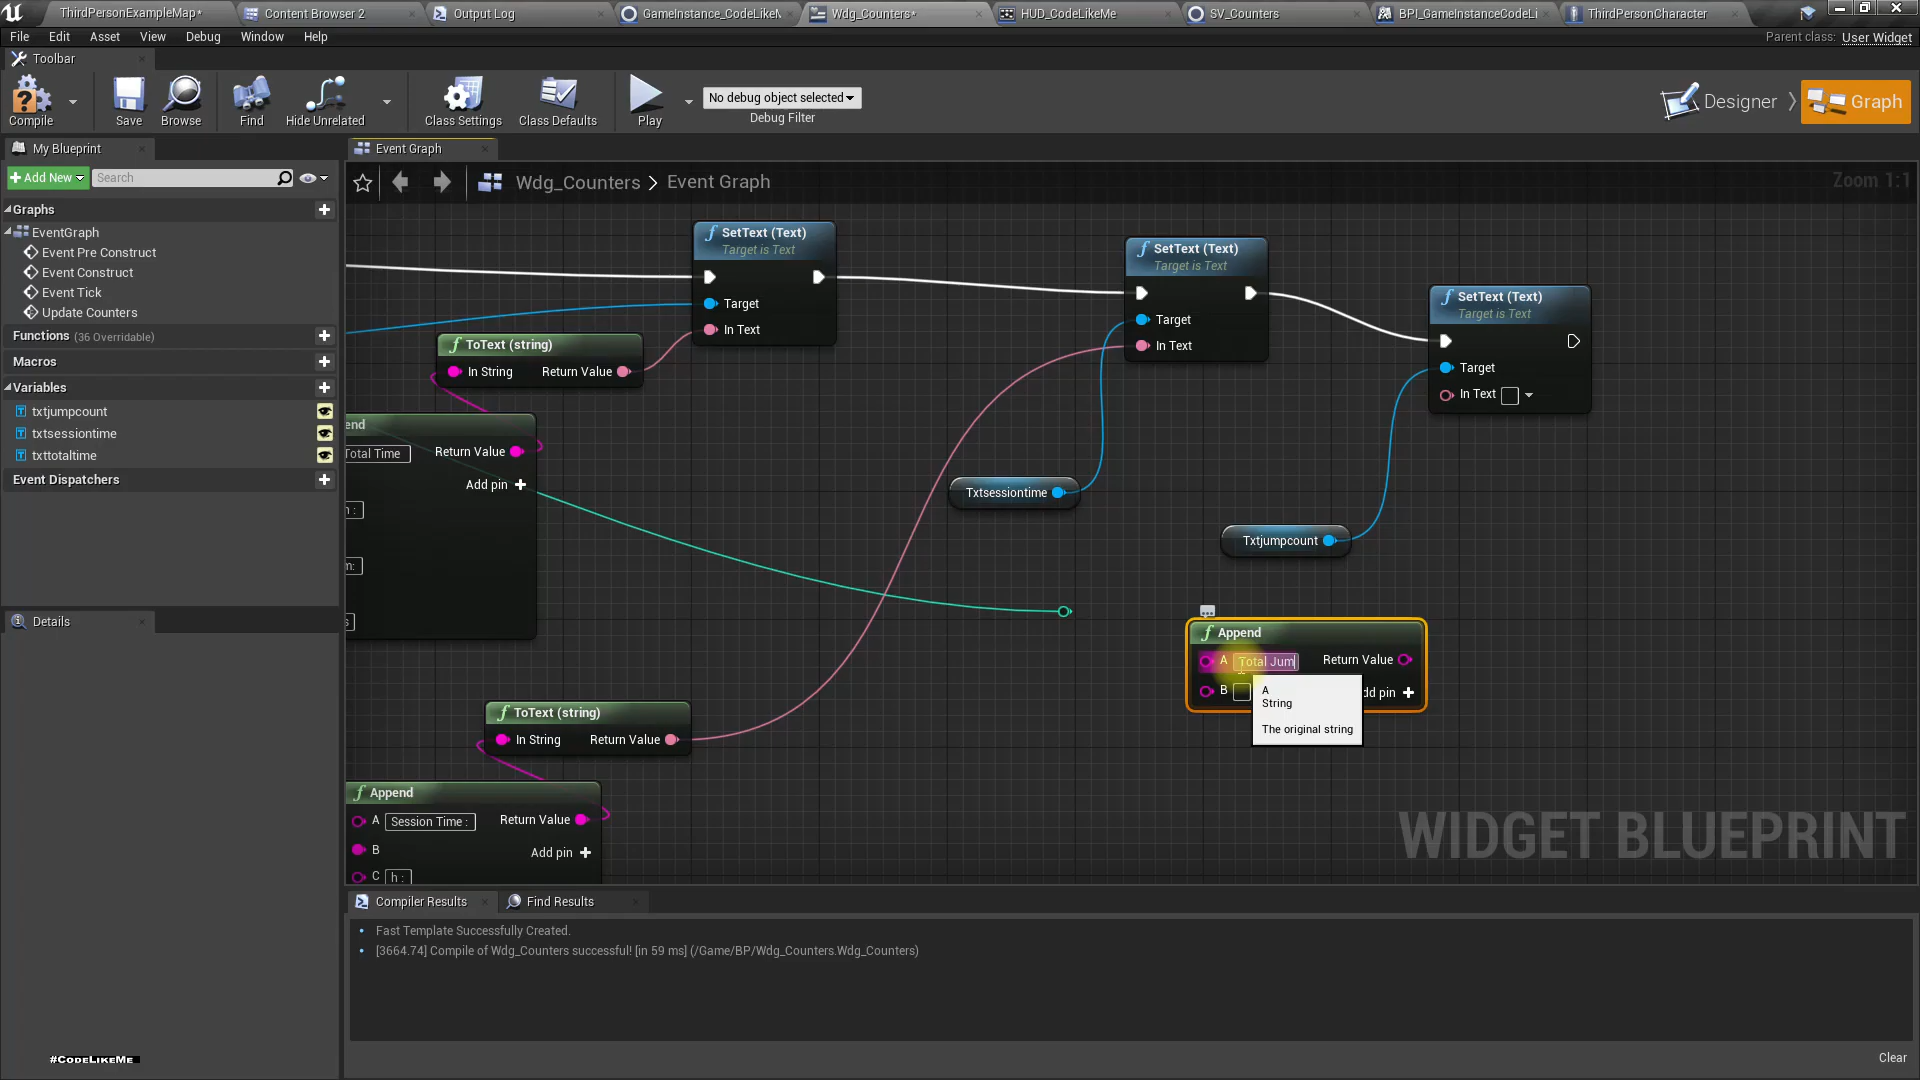 ThirdPersonExampleMap*
Content Browser 2
Output Log
GameInstance_CodeLikeM
Wdg_Counters*
HUD_CodeLikeMe
SV_Counters
BPI_GameInstanceCodeLi
ThirdPersonCharacter
File Edit Asset View Debug Window Help
Parent class: User Widget
Toolbar
Compile
Save
Browse
Find
Hide Unrelated
Class Settings
Class Defaults
Play
No debug object selected
Debug Filter
Designer
Graph
My Blueprint
Event Graph
Add New
Search
Wdg_Counters > Event Graph
Zoom 1:1
Graphs
EventGraph
Event Pre Construct
Event Construct
Event Tick
Update Counters
Functions (36 Overridable)
Macros
Variables
txtjumpcount
txtsessiontime
txttotaltime
Event Dispatchers
Details
SetText (Text)
Target is Text
Target
In Text
SetText (Text)
Target is Text
Target
In Text
SetText (Text)
Target is Text
Target
In Text
ToText (string)
In String Return Value
end
Total Time
Return Value
Add pin
n :
m:
s
Txtsessiontime
Txtjumpcount
Append
A Total Jum Return Value
B
dd pin
A
String
The original string
ToText (string)
In String Return Value
Append
A Session Time : Return Value
B
Add pin
C h :
WIDGET BLUEPRINT
Compiler Results
Find Results
Fast Template Successfully Created.
[3664.74] Compile of Wdg_Counters successful! [in 59 ms] (/Game/BP/Wdg_Counters.Wdg_Counters)
Clear
#CodeLikeMe